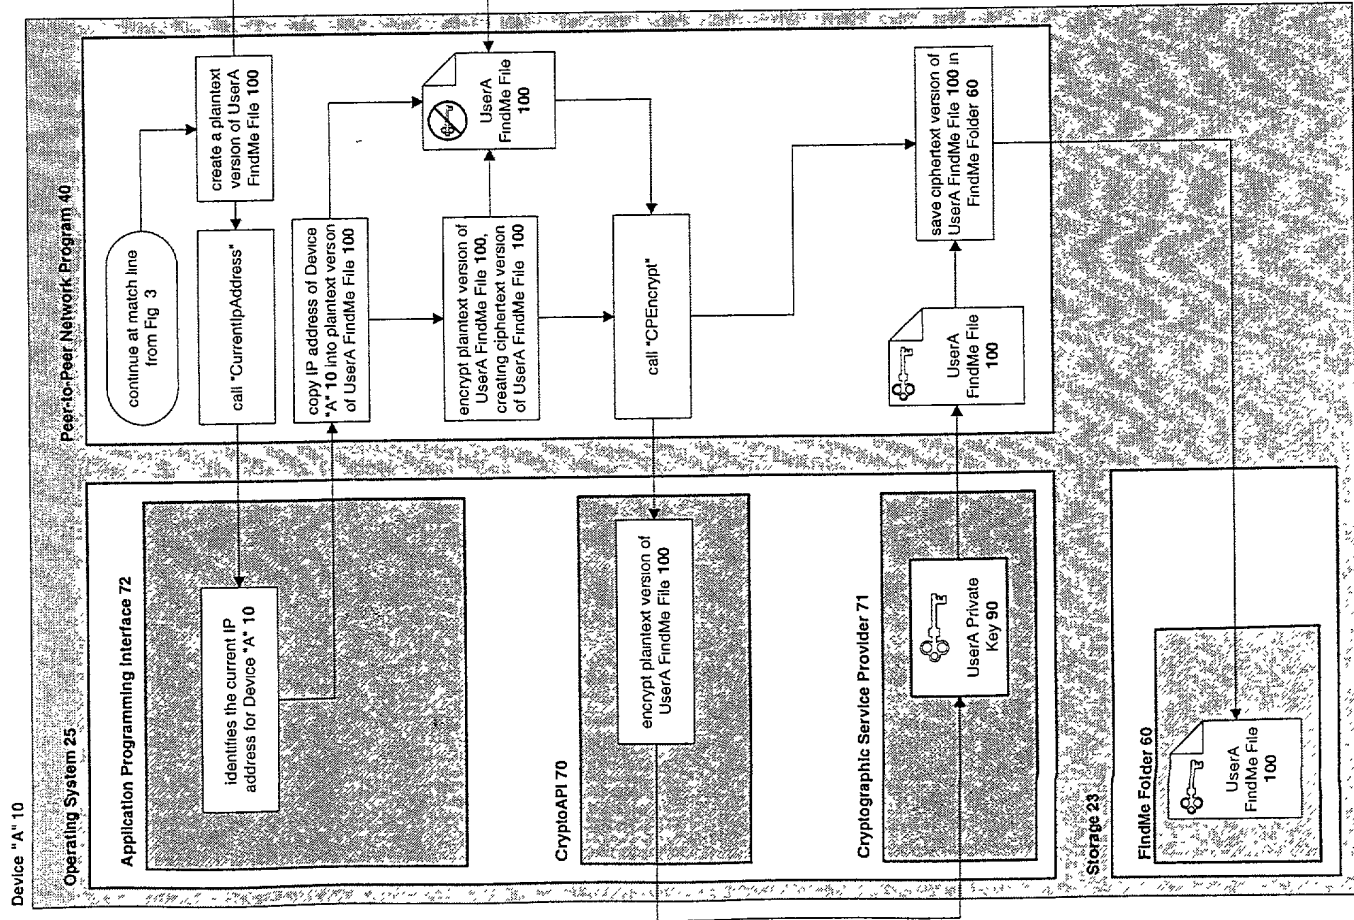 Device "A" 10
Operating System 25
Peer-to-Peer Network Program 40
Application Programming Interface 72
identifies the current IP
address for Device "A" 10
continue at match line
from Fig 3
create a plaintext
version of UserA
FindMe File 100
call "CurrentIpAddress"
copy IP address of Device
"A" 10 into plaintext verson
of UserA FindMe File 100
UserA
FindMe File
100
encrypt plaintext version of
UserA FindMe File 100,
creating ciphertext version
of UserA FindMe File 100
CryptoAPI 70
encrypt plaintext version of
UserA FindMe File 100
call "CPEncrypt"
Cryptographic Service Provider 71
UserA Private
Key 90
UserA
FindMe File
100
save ciphertext version of
UserA FindMe File 100 in
FindMe Folder 60
Storage 23
FindMe Folder 60
UserA
FindMe File
100